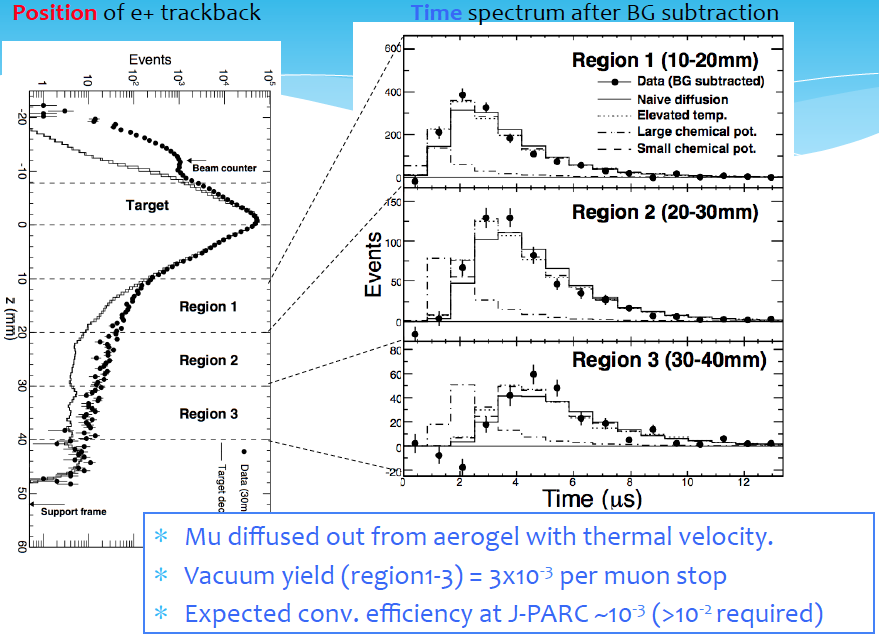 Position of e+ trackback
Time spectrum after BG subtraction
Events
1
10
10²
10³
10⁴
10⁵
-20
-10
0
10
20
30
40
50
60
z (mm)
Beam counter
Target
Region 1
Region 2
Region 3
Data (30m
Target dec
Support frame
Region 1 (10-20mm)
Data (BG subtracted)
Naive diffusion
Elevated temp.
Large chemical pot.
Small chemical pot.
600
400
200
0
Region 2 (20-30mm)
150
100
50
0
Events
Region 3 (30-40mm)
80
60
40
20
0
-20
0 2 4 6 8 10 12
Time (μs)
* Mu diffused out from aerogel with thermal velocity.
* Vacuum yield (region1-3) = 3x10⁻³ per muon stop
* Expected conv. efficiency at J-PARC ~10⁻³ (>10⁻² required)